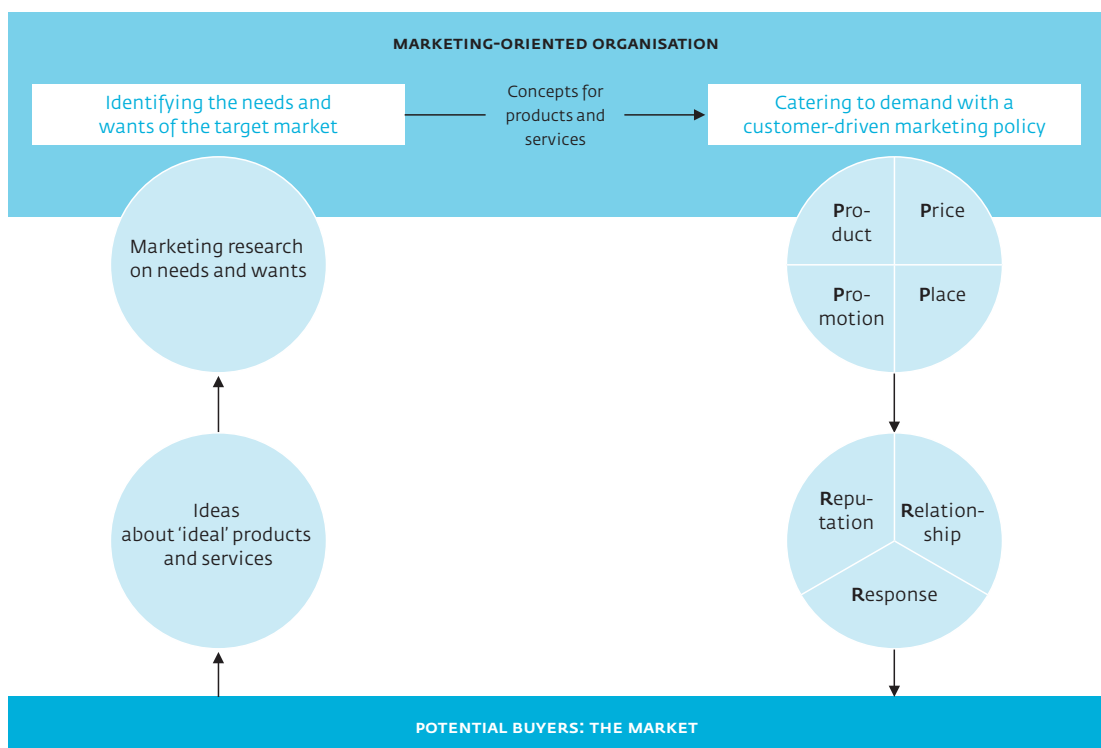 MARKETING-ORIENTED ORGANISATION
Identifying the needs and
wants of the target market
Concepts for
products and
services
Catering to demand with a
customer-driven marketing policy
Marketing research
on needs and wants
Pro-
duct
Price
Pro-
motion
Place
Ideas
about ‘ideal’ products
and services
Repu-
tation
Relation-
ship
Response
POTENTIAL BUYERS: THE MARKET